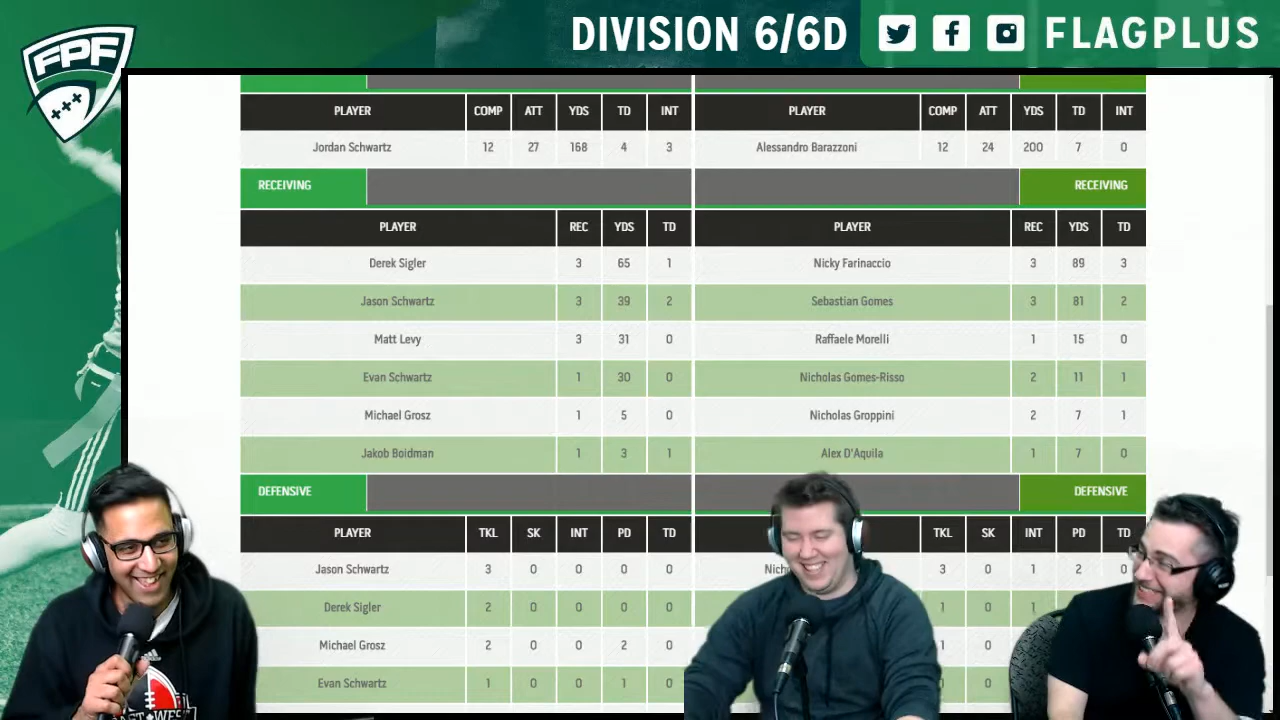 FPF
DIVISION 6/6D
FLAGPLUS
PLAYER COMP ATT YDS TD INT PLAYER COMP ATT YDS TD INT
Jordan Schwartz 12 27 168 4 3 Alessandro Barazzoni 12 24 200 7 0
RECEIVING RECEIVING
PLAYER REC YDS TD PLAYER REC YDS TD
Derek Sigler 3 65 1 Nicky Farinaccio 3 89 3
Jason Schwartz 3 39 2 Sebastian Gomes 3 81 2
Matt Levy 3 31 0 Raffaele Morelli 1 15 0
Evan Schwartz 1 30 0 Nicholas Gomes-Risso 2 11 1
Michael Grosz 1 5 0 Nicholas Groppini 2 7 1
Jakob Boidman 1 3 1 Alex D'Aquila 1 7 0
DEFENSIVE DEFENSIVE
PLAYER TKL SK INT PD TD TKL SK INT PD TD
Jason Schwartz 3 0 0 0 0 3 0 1 2 0
Derek Sigler 2 0 0 0 0 1 0 1
Michael Grosz 2 0 0 2 0 1 0
Evan Schwartz 1 0 0 1 0 0